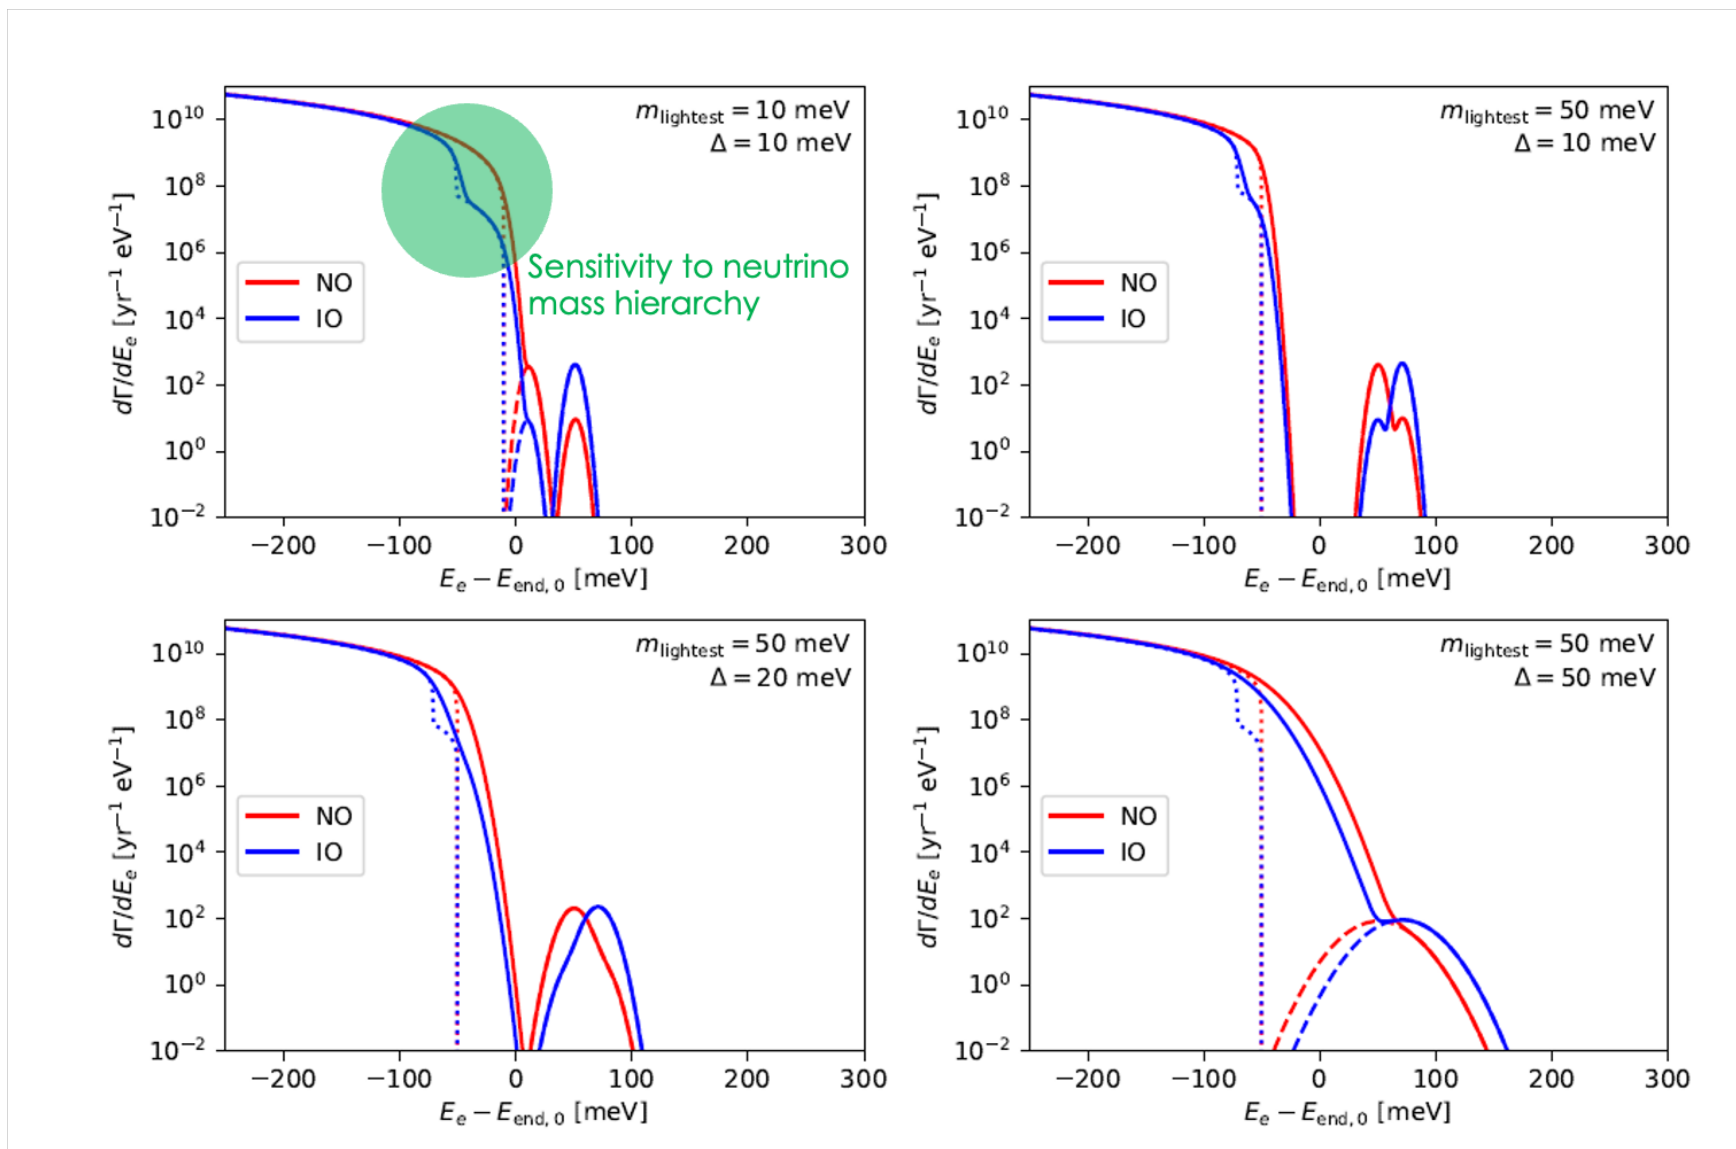 m_lightest = 10 meV
Δ = 10 meV
10^10
10^8
10^6
10^4
10^2
10^0
10^−2
dΓ/dE_e [yr^−1 eV^−1]
NO
IO
Sensitivity to neutrino
mass hierarchy
−200 −100 0 100 200 300
E_e − E_end, 0 [meV]
m_lightest = 50 meV
Δ = 10 meV
10^10
10^8
10^6
10^4
10^2
10^0
10^−2
dΓ/dE_e [yr^−1 eV^−1]
NO
IO
−200 −100 0 100 200 300
E_e − E_end, 0 [meV]
m_lightest = 50 meV
Δ = 20 meV
10^10
10^8
10^6
10^4
10^2
10^0
10^−2
dΓ/dE_e [yr^−1 eV^−1]
NO
IO
−200 −100 0 100 200 300
E_e − E_end, 0 [meV]
m_lightest = 50 meV
Δ = 50 meV
10^10
10^8
10^6
10^4
10^2
10^0
10^−2
dΓ/dE_e [yr^−1 eV^−1]
NO
IO
−200 −100 0 100 200 300
E_e − E_end, 0 [meV]